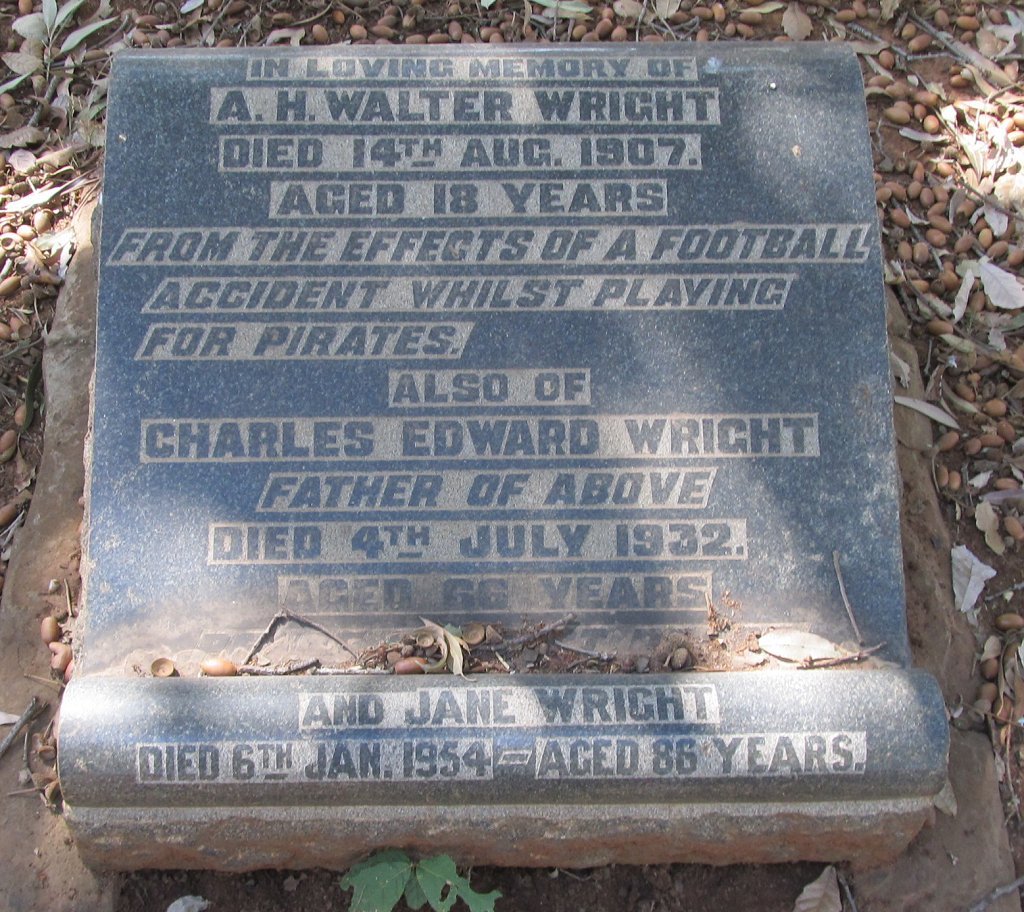 IN LOVING MEMORY OF
A. H. WALTER WRIGHT
DIED 14TH AUG. 1907.
AGED 18 YEARS
FROM THE EFFECTS OF A FOOTBALL
ACCIDENT WHILST PLAYING
FOR PIRATES.
ALSO OF
CHARLES EDWARD WRIGHT
FATHER OF ABOVE
DIED 4TH JULY 1932.
AGED 66 YEARS
AND JANE WRIGHT
DIED 6TH JAN. 1954 = AGED 86 YEARS.